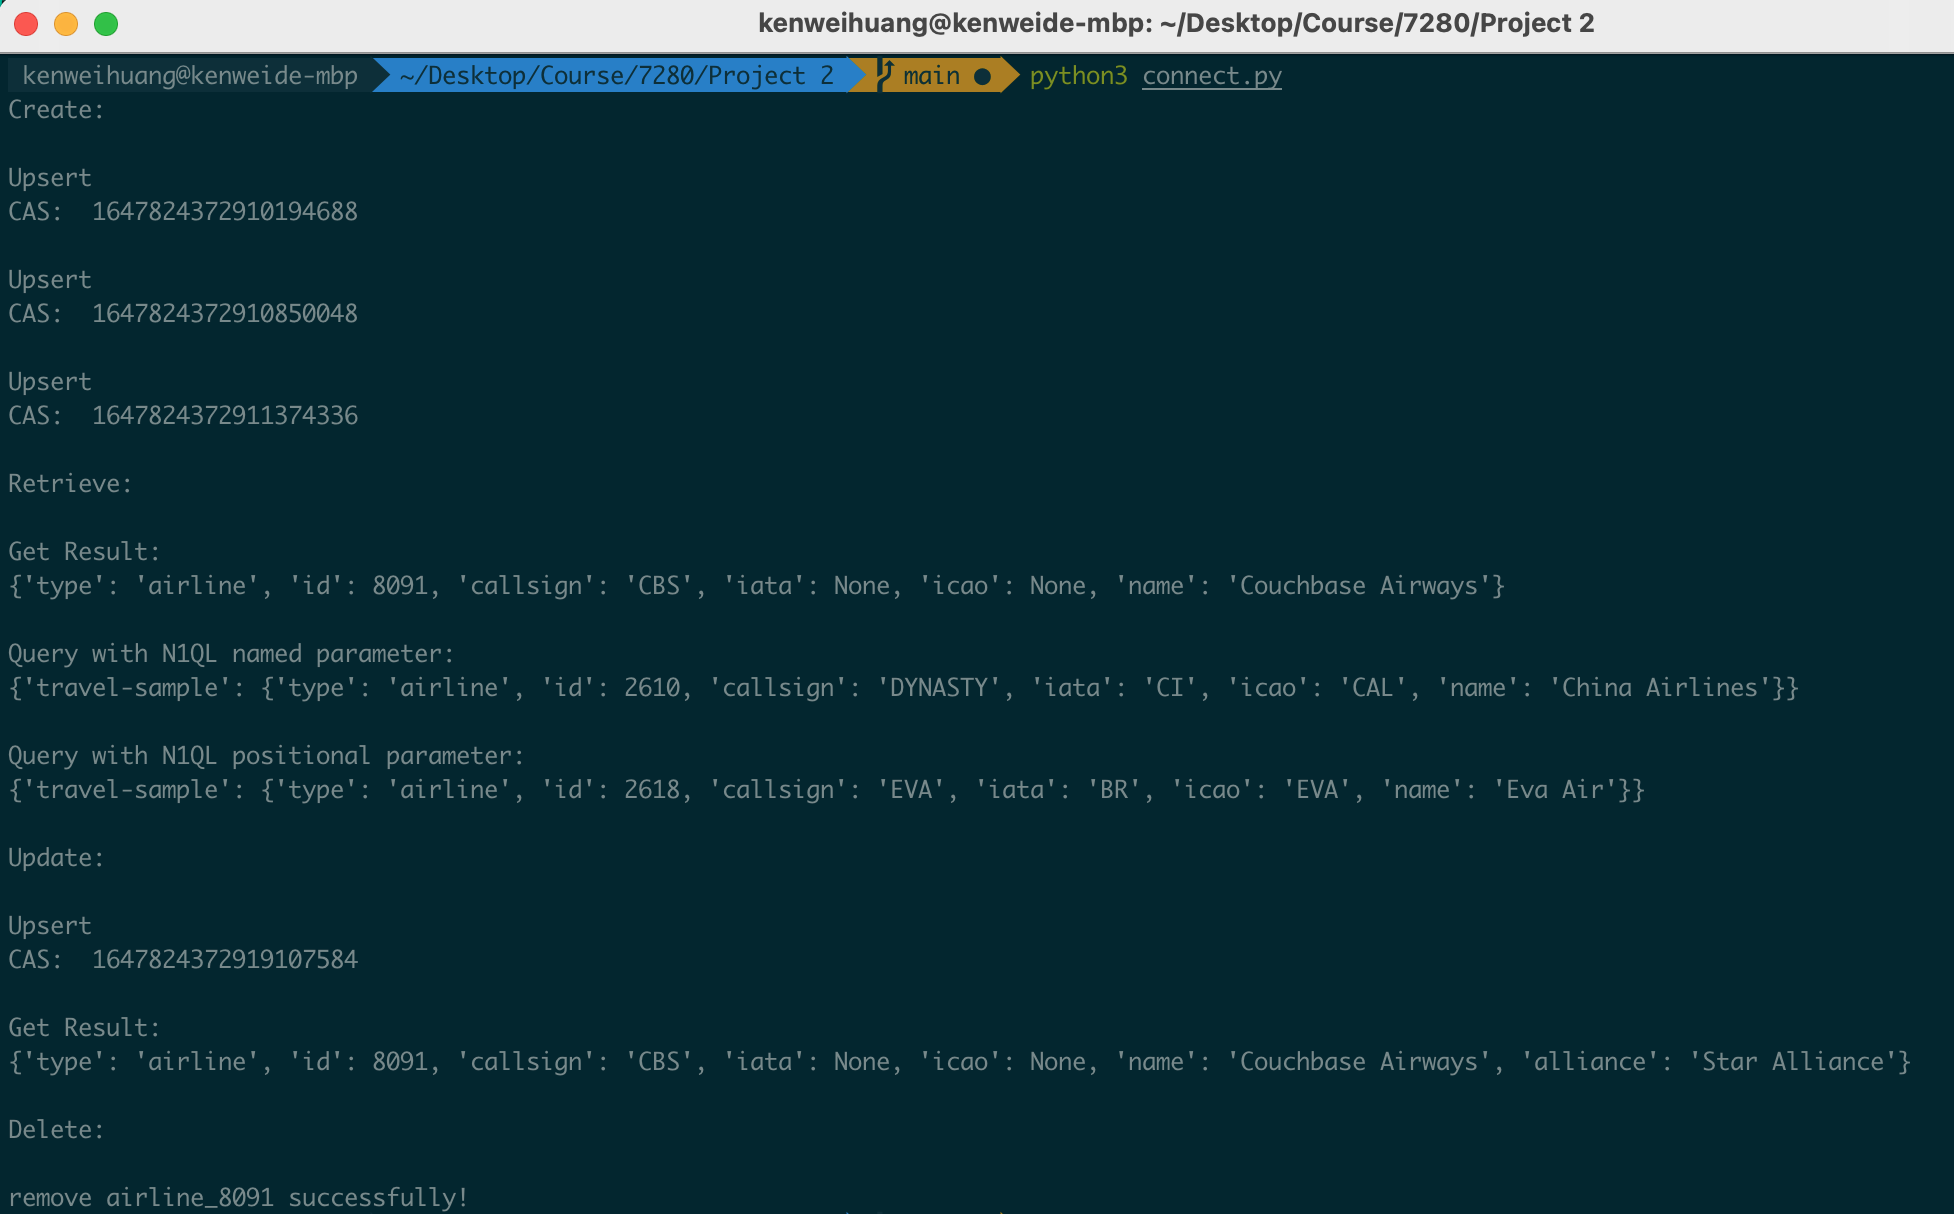 kenweihuang@kenweide-mbp: ~/Desktop/Course/7280/Project 2
kenweihuang@kenweide-mbp ~/Desktop/Course/7280/Project 2 main ● python3 connect.py
Create:
Upsert
CAS:  1647824372910194688
Upsert
CAS:  1647824372910850048
Upsert
CAS:  1647824372911374336
Retrieve:
Get Result:
{'type': 'airline', 'id': 8091, 'callsign': 'CBS', 'iata': None, 'icao': None, 'name': 'Couchbase Airways'}
Query with N1QL named parameter:
{'travel-sample': {'type': 'airline', 'id': 2610, 'callsign': 'DYNASTY', 'iata': 'CI', 'icao': 'CAL', 'name': 'China Airlines'}}
Query with N1QL positional parameter:
{'travel-sample': {'type': 'airline', 'id': 2618, 'callsign': 'EVA', 'iata': 'BR', 'icao': 'EVA', 'name': 'Eva Air'}}
Update:
Upsert
CAS:  1647824372919107584
Get Result:
{'type': 'airline', 'id': 8091, 'callsign': 'CBS', 'iata': None, 'icao': None, 'name': 'Couchbase Airways', 'alliance': 'Star Alliance'}
Delete:
remove airline_8091 successfully!